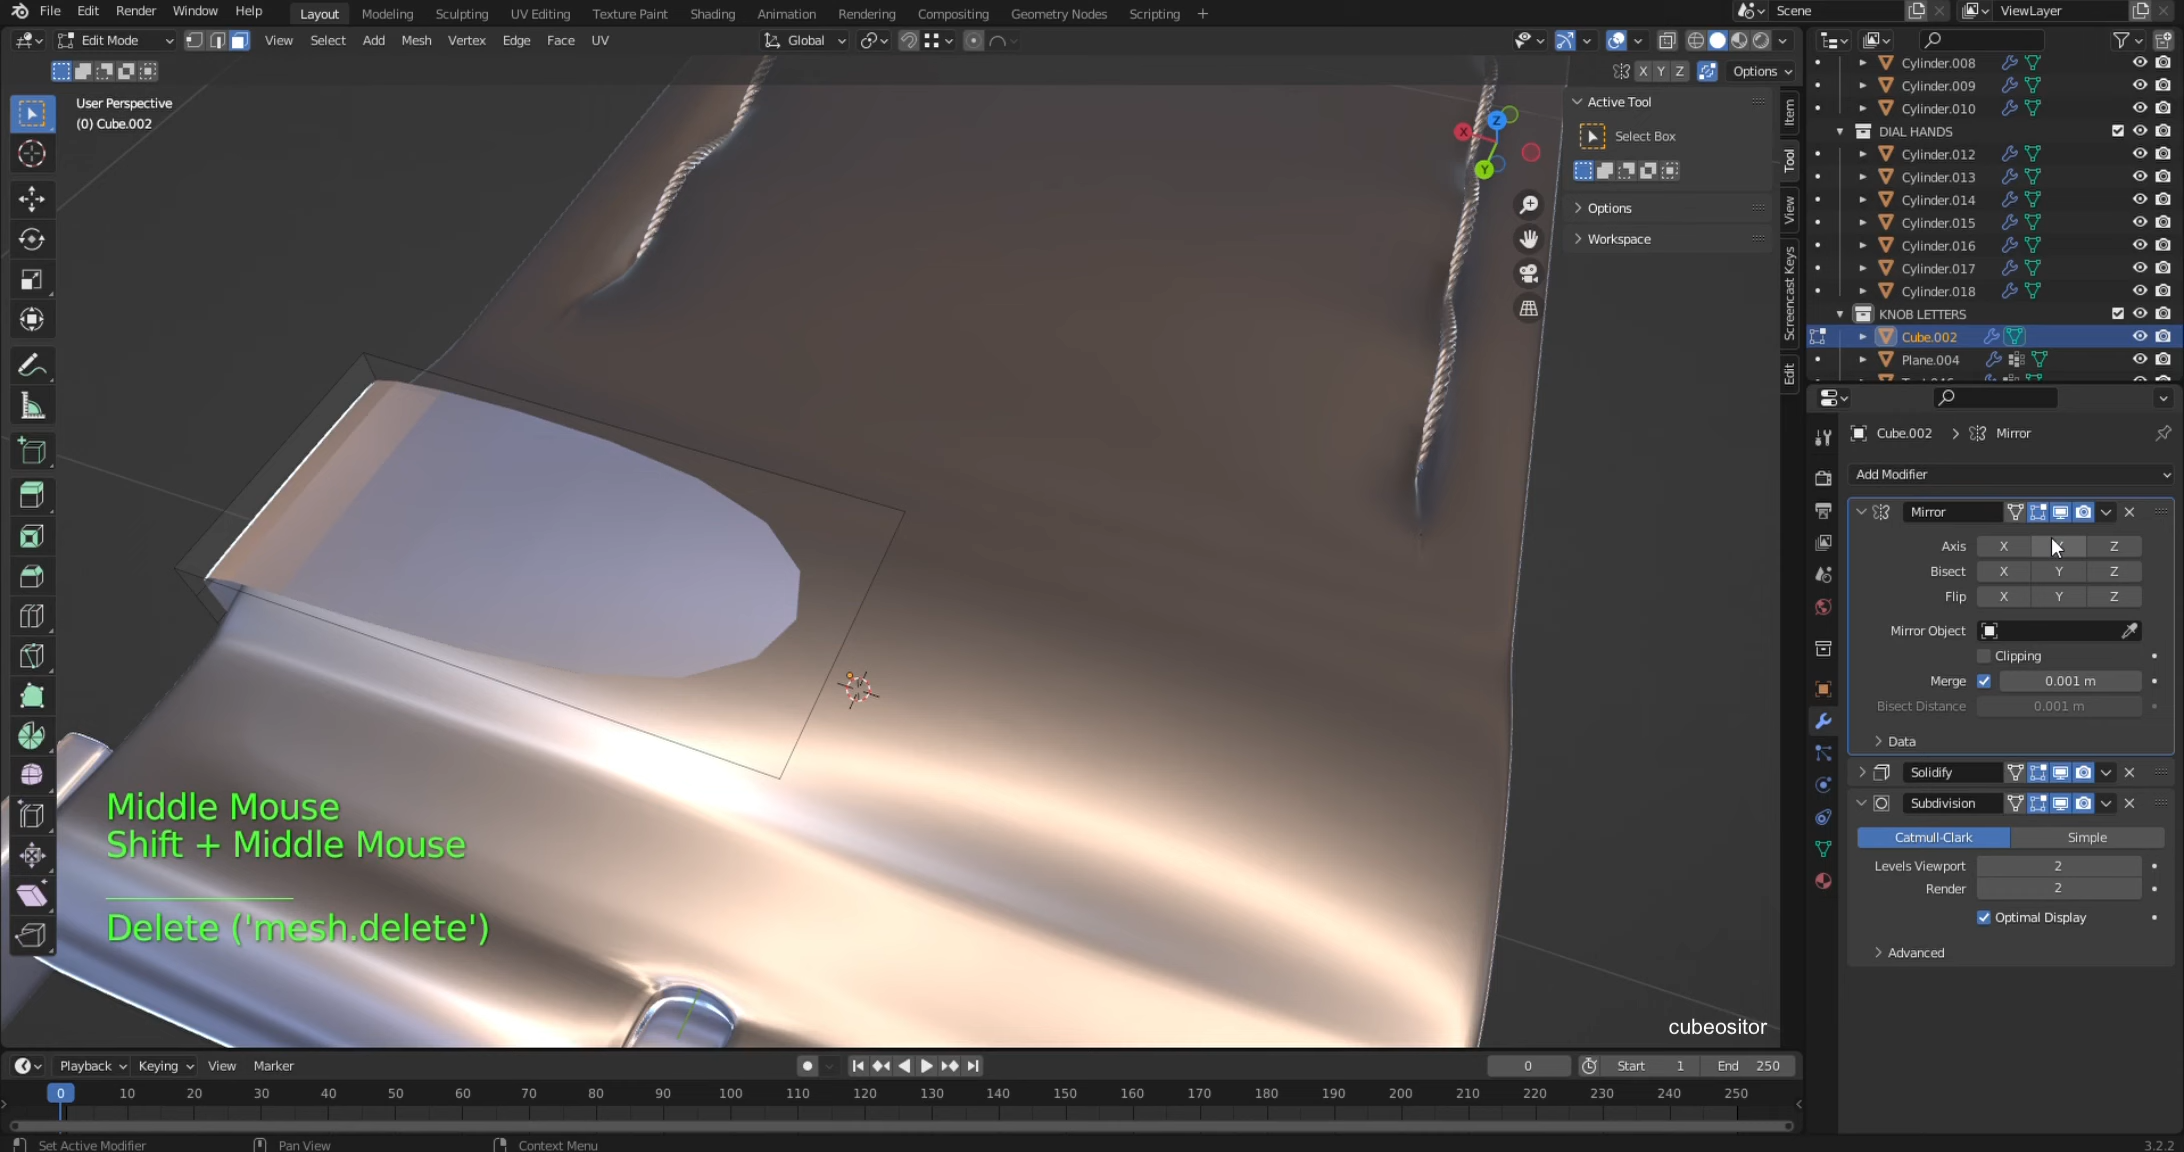 File Edit Render Window Help Layout Modeling Sculpting UV Editing Texture Paint Shading Animation Rendering Compositing Geometry Nodes Scripting + Scene ViewLayer
Edit Mode View Select Add Mesh Vertex Edge Face UV Global
X Y Z Options
User Perspective
(0) Cube.002
Active Tool
Select Box
Options
Workspace
Item
Tool
View
Screencast Keys
Edit
X
Y
Z
Cylinder.008
Cylinder.009
Cylinder.010
DIAL HANDS
Cylinder.012
Cylinder.013
Cylinder.014
Cylinder.015
Cylinder.016
Cylinder.017
Cylinder.018
KNOB LETTERS
Cube.002
Plane.004
Cube.002 > Mirror
Add Modifier
Mirror
Axis X Z
Bisect X Y Z
Flip X Y Z
Mirror Object
Clipping
Merge 0.001 m
Bisect Distance 0.001 m
Data
Solidify
Subdivision
Catmull-Clark Simple
Levels Viewport 2
Render 2
Optimal Display
Advanced
Middle Mouse
Shift + Middle Mouse
Delete ('mesh.delete')
cubeositor
Playback Keying View Marker 0 Start 1 End 250
0 10 20 30 40 50 60 70 80 90 100 110 120 130 140 150 160 170 180 190 200 210 220 230 240 250
Set Active Modifier Pan View Context Menu 3.2.2